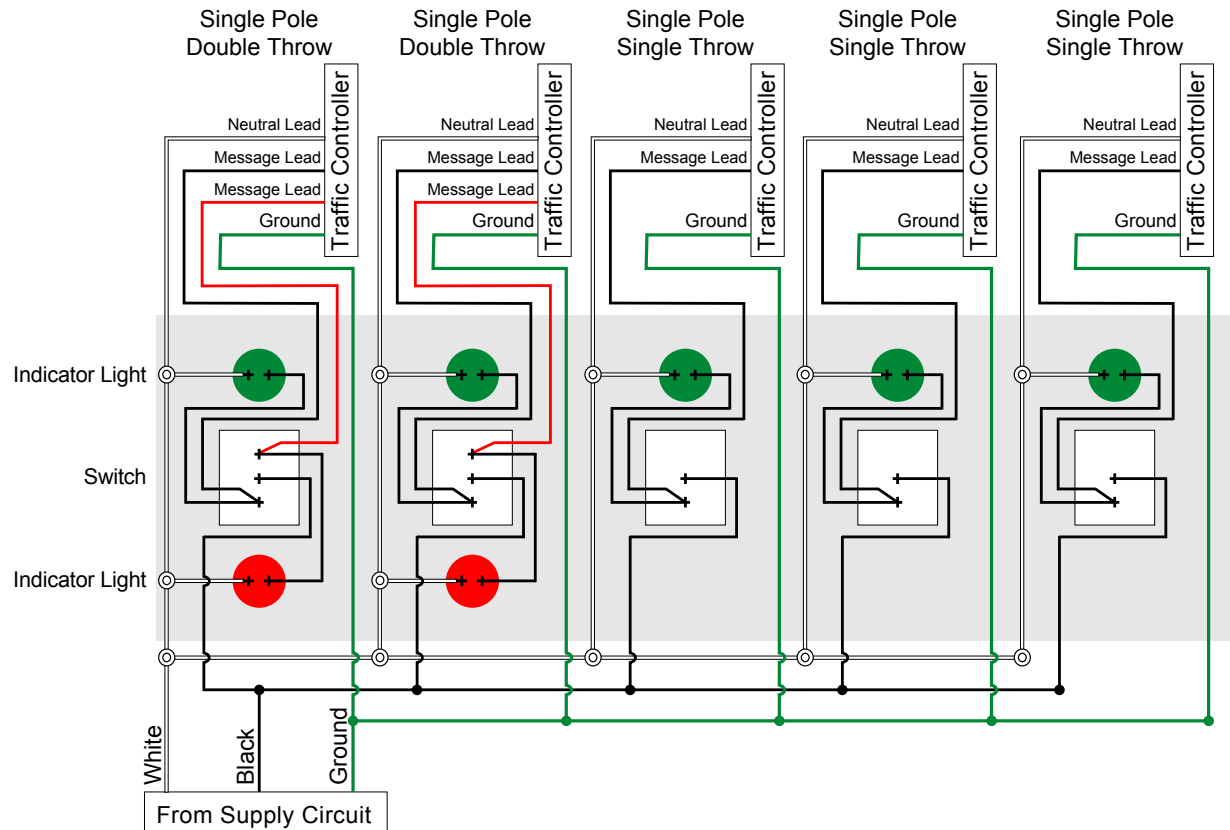 Single Pole
Double Throw
Single Pole
Double Throw
Single Pole
Single Throw
Single Pole
Single Throw
Single Pole
Single Throw
Neutral Lead
Message Lead
Message Lead
Ground
Traffic Controller
Neutral Lead
Message Lead
Message Lead
Ground
Traffic Controller
Neutral Lead
Message Lead
Ground
Traffic Controller
Neutral Lead
Message Lead
Ground
Traffic Controller
Neutral Lead
Message Lead
Ground
Traffic Controller
Indicator Light
Switch
Indicator Light
White
Black
Ground
From Supply Circuit